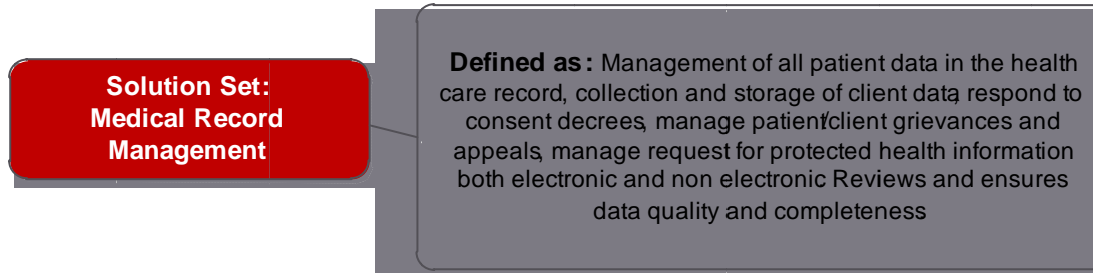 Solution Set:
Medical Record
Management
Defined as: Management of all patient data in the health
care record, collection and storage of client data, respond to
consent decrees, manage patient/client grievances and
appeals, manage request for protected health information
both electronic and non electronic Reviews and ensures
data quality and completeness